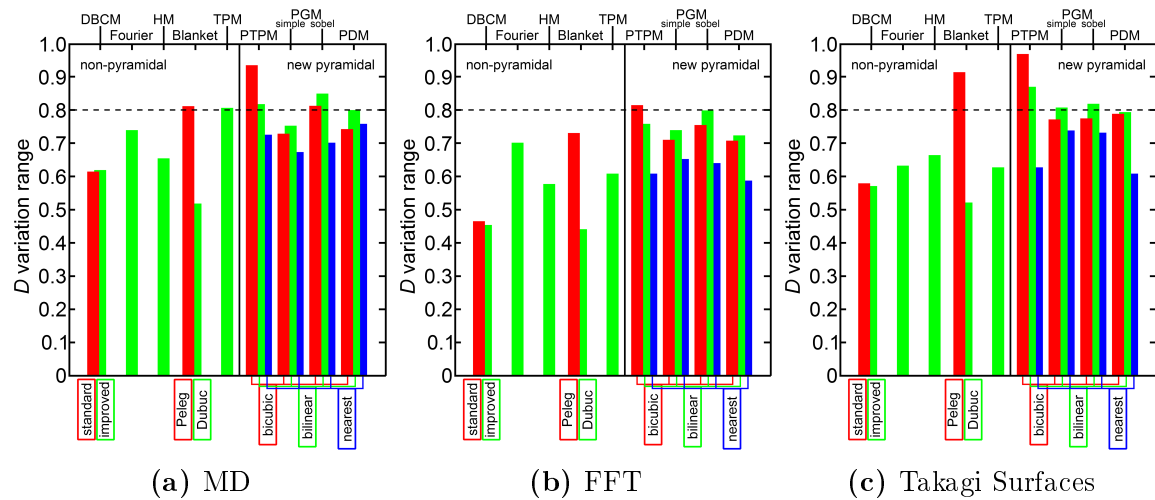 DBCM HM TPM PGM
simple sobel
Fourier Blanket PTPM PDM
1.0
non-pyramidal new pyramidal
0.9
0.8
0.7
0.6
0.5
0.4
0.3
0.2
0.1
0
D variation range
standard
improved
Peleg
Dubuc
bicubic
bilinear
nearest
(a) MD
DBCM HM TPM PGM
simple sobel
Fourier Blanket PTPM PDM
1.0
non-pyramidal new pyramidal
0.9
0.8
0.7
0.6
0.5
0.4
0.3
0.2
0.1
0
D variation range
standard
improved
Peleg
Dubuc
bicubic
bilinear
nearest
(b) FFT
DBCM HM TPM PGM
simple sobel
Fourier Blanket PTPM PDM
1.0
non-pyramidal new pyramidal
0.9
0.8
0.7
0.6
0.5
0.4
0.3
0.2
0.1
0
D variation range
standard
improved
Peleg
Dubuc
bicubic
bilinear
nearest
(c) Takagi Surfaces